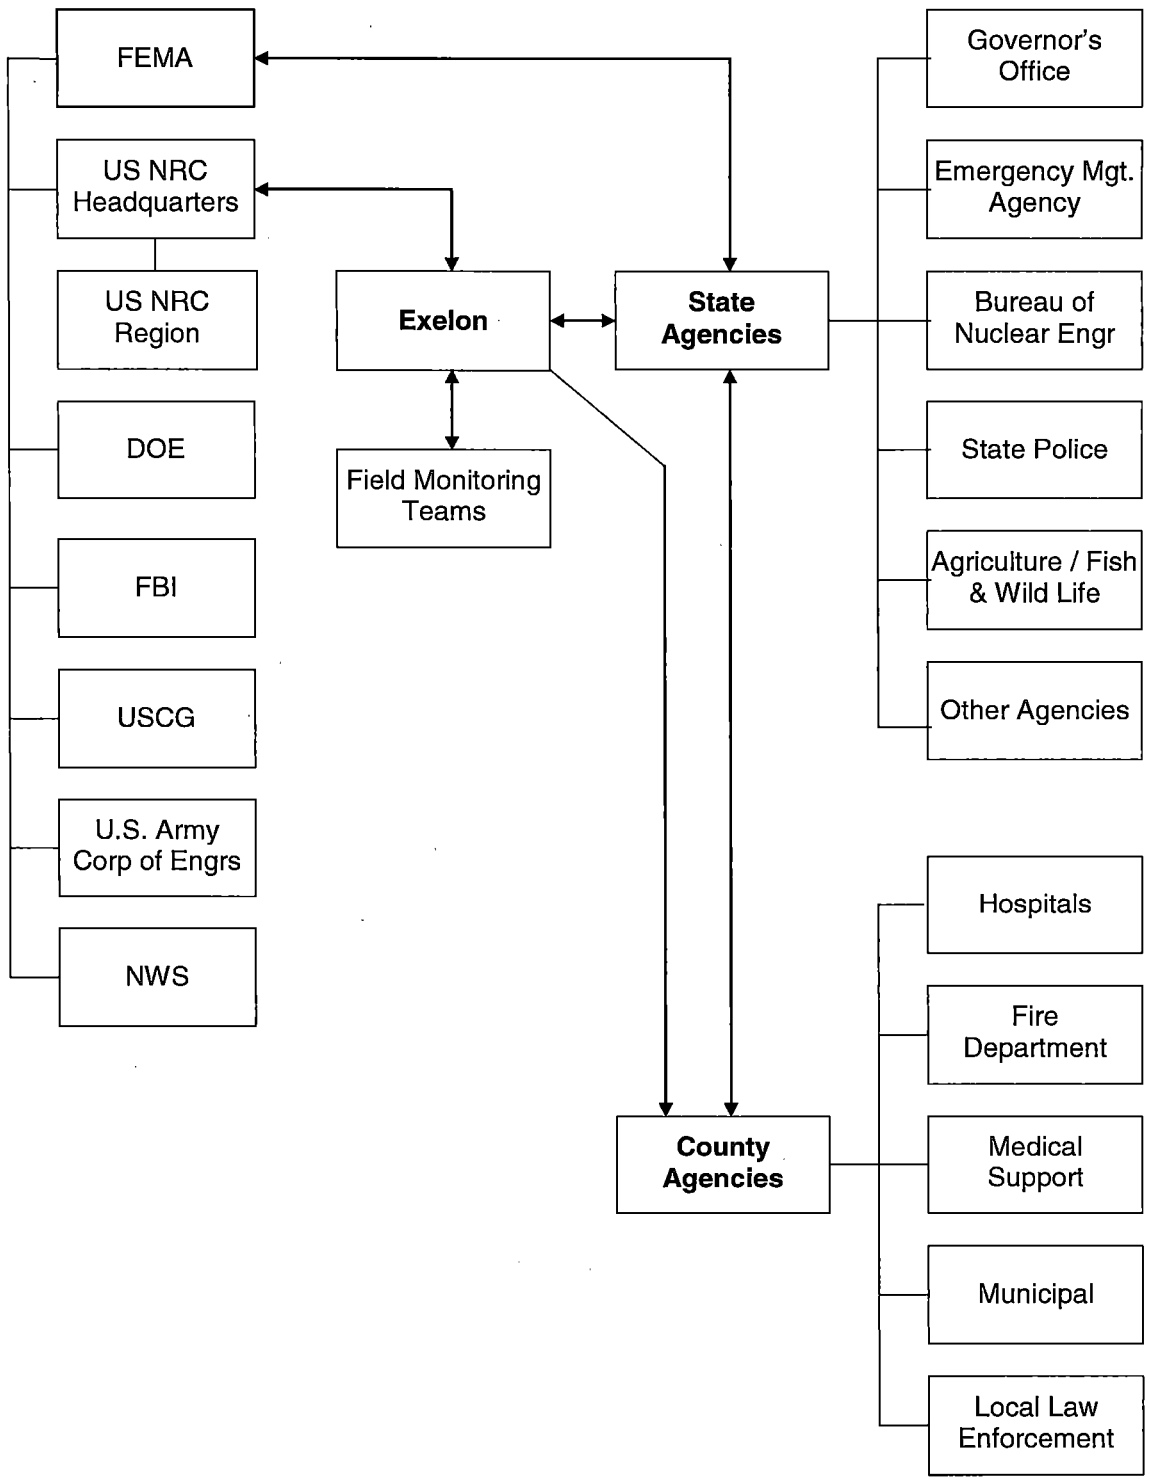 FEMA
US NRC
Headquarters
US NRC
Region
DOE
FBI
USCG
U.S. Army
Corp of Engrs
NWS
Exelon
Field Monitoring
Teams
State
Agencies
County
Agencies
Governor's
Office
Emergency Mgt.
Agency
Bureau of
Nuclear Engr
State Police
Agriculture / Fish
& Wild Life
Other Agencies
Hospitals
Fire
Department
Medical
Support
Municipal
Local Law
Enforcement